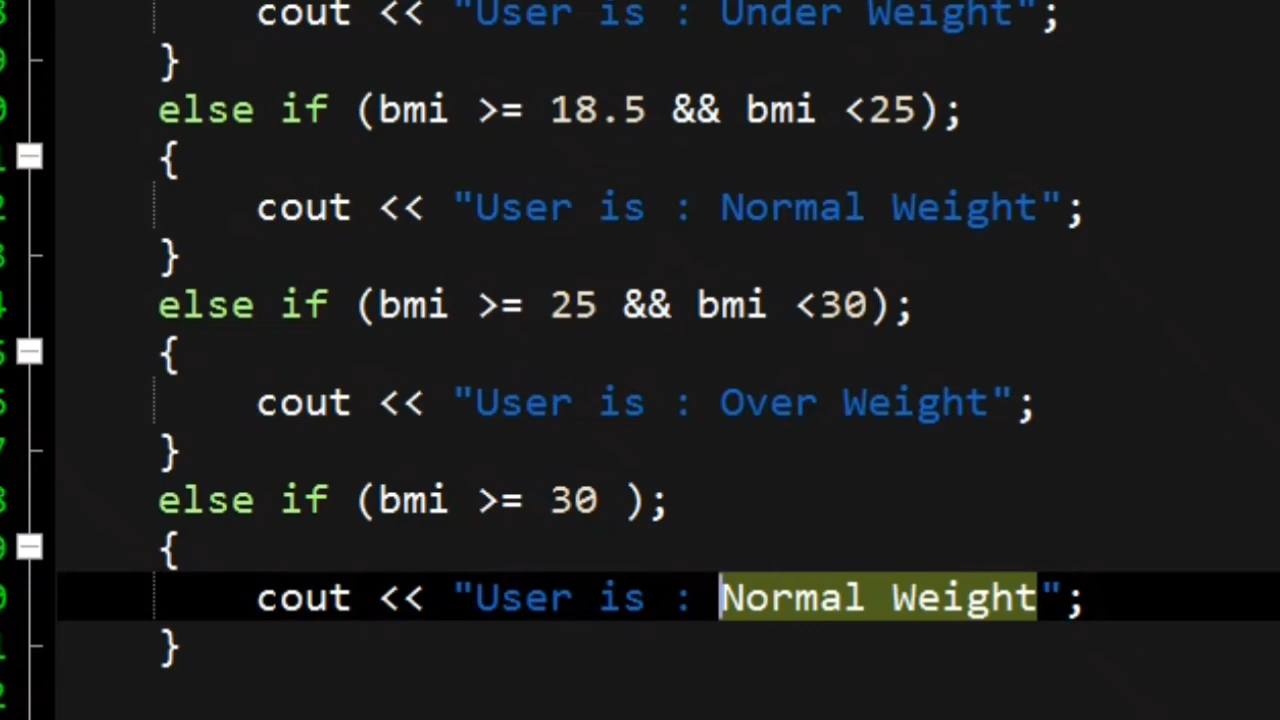 cout << "User is : Under Weight";
}
else if (bmi >= 18.5 && bmi <25);
{
cout << "User is : Normal Weight";
}
else if (bmi >= 25 && bmi <30);
{
cout << "User is : Over Weight";
}
else if (bmi >= 30 );
{
cout << "User is : Normal Weight";
}